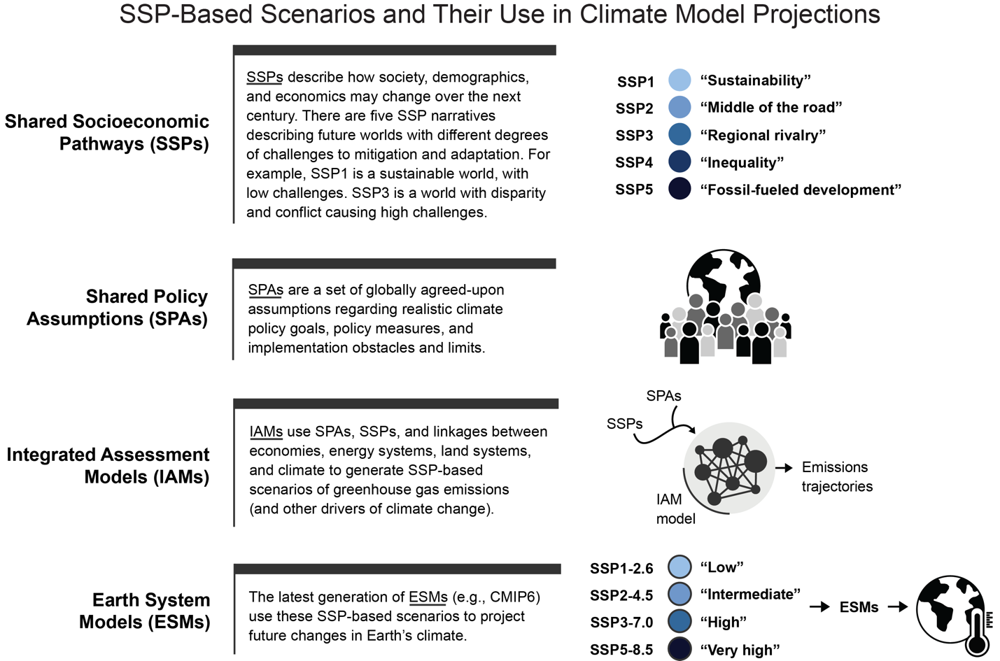 SSP-Based Scenarios and Their Use in Climate Model Projections
Shared Socioeconomic
Pathways (SSPs)
SSPs describe how society, demographics,
and economics may change over the next
century. There are five SSP narratives
describing future worlds with different degrees
of challenges to mitigation and adaptation. For
example, SSP1 is a sustainable world, with
low challenges. SSP3 is a world with disparity
and conflict causing high challenges.
SSP1 “Sustainability”
SSP2 “Middle of the road”
SSP3 “Regional rivalry”
SSP4 “Inequality”
SSP5 “Fossil-fueled development”
Shared Policy
Assumptions (SPAs)
SPAs are a set of globally agreed-upon
assumptions regarding realistic climate
policy goals, policy measures, and
implementation obstacles and limits.
Integrated Assessment
Models (IAMs)
IAMs use SPAs, SSPs, and linkages between
economies, energy systems, land systems,
and climate to generate SSP-based
scenarios of greenhouse gas emissions
(and other drivers of climate change).
SPAs
SSPs
IAM
model
Emissions
trajectories
Earth System
Models (ESMs)
The latest generation of ESMs (e.g., CMIP6)
use these SSP-based scenarios to project
future changes in Earth’s climate.
SSP1-2.6 “Low”
SSP2-4.5 “Intermediate”
SSP3-7.0 “High”
SSP5-8.5 “Very high”
ESMs